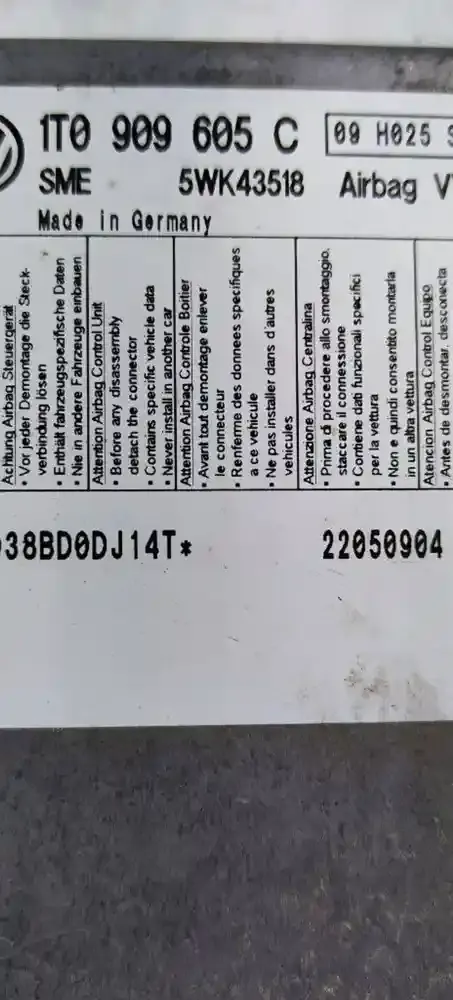 1T0 909 605 C
09 H025
SME
5WK43518
Airbag
Made in Germany
Achtung Airbag Steuergerät
• Vor jeder Demontage die Steck-
verbindung lösen
• Enthält fahrzeugspezifische Daten
• Nie in andere Fahrzeuge einbauen
Attention Airbag Control Unit
• Before any disassembly
detach the connector
• Contains specific vehicle data
• Never install in another car
Attention Airbag Controle Boitier
• Avant tout demontage enlever
le connecteur
• Renferme des donnees specifiques
a ce vehicule
• Ne pas installer dans d'autres
vehicules
Attenzione Airbag Centralina
• Prima di procedere allo smontaggio,
staccare il connessione
• Contiene dati funzionali specifici
per la vettura
• Non e quindi consentito montarla
in un altra vettura
Atencion Airbag Control Equipo
• Antes de desmontar, desconecta
38BD0DJ14T*
22050904